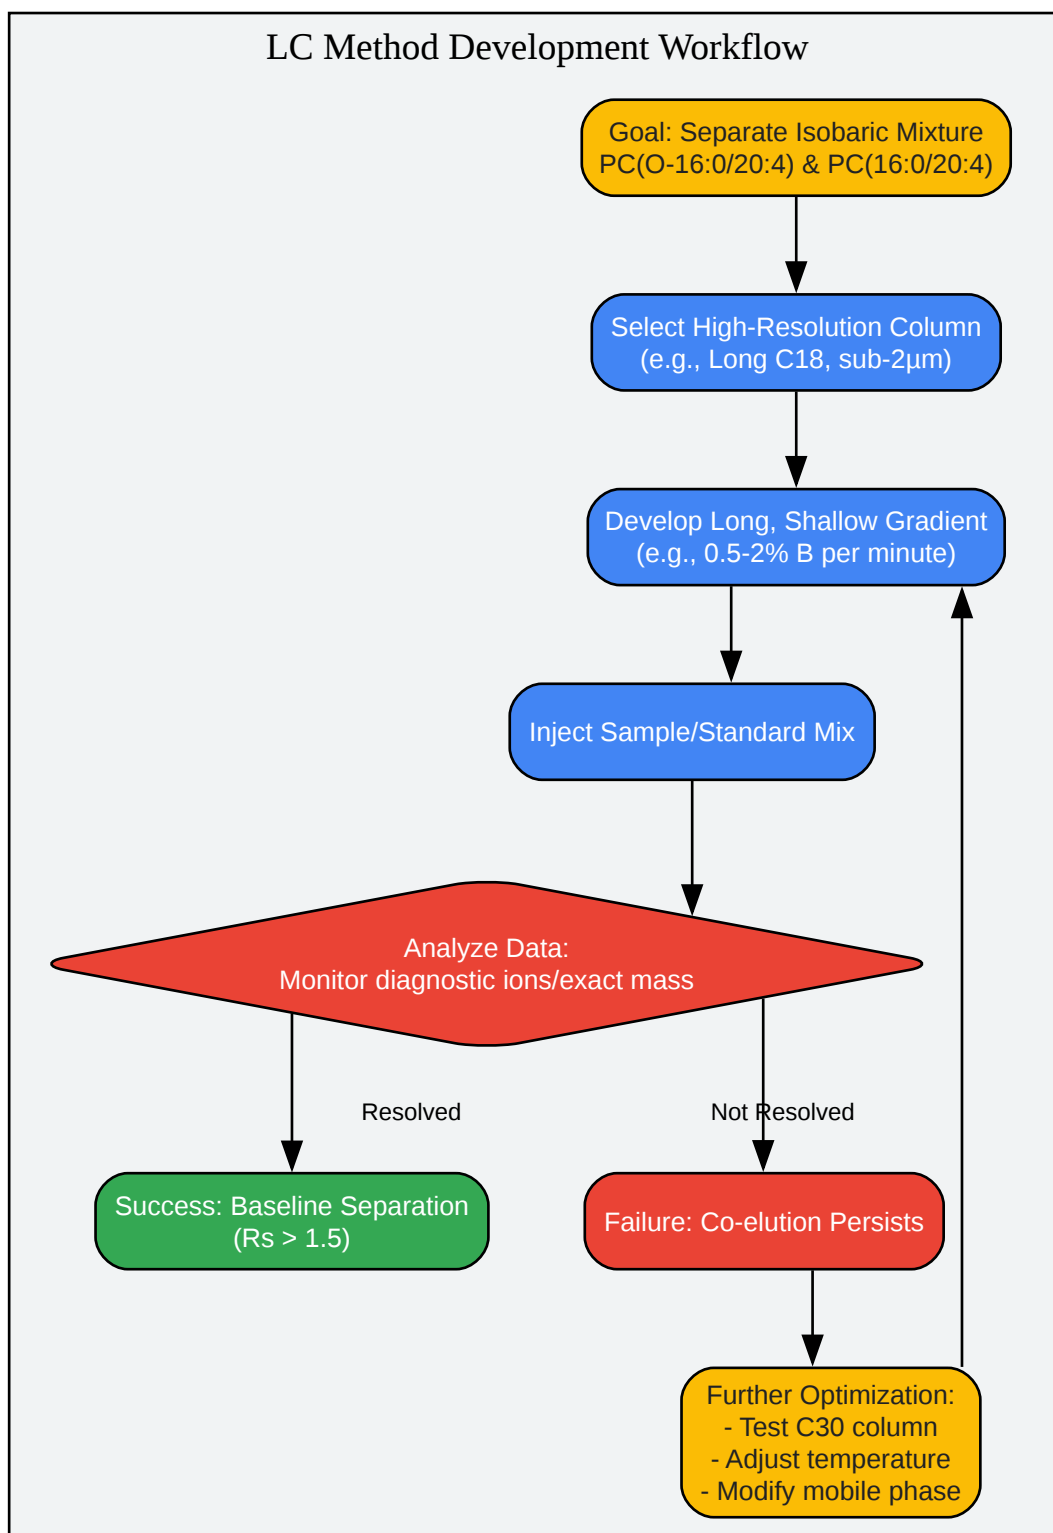 LC Method Development Workflow
Goal: Separate Isobaric Mixture
PC(O-16:0/20:4) & PC(16:0/20:4)
Select High-Resolution Column
(e.g., Long C18, sub-2µm)
Develop Long, Shallow Gradient
(e.g., 0.5-2% B per minute)
Inject Sample/Standard Mix
Analyze Data:
Monitor diagnostic ions/exact mass
Resolved
Not Resolved
Success: Baseline Separation
(Rs > 1.5)
Failure: Co-elution Persists
Further Optimization:
- Test C30 column
- Adjust temperature
- Modify mobile phase